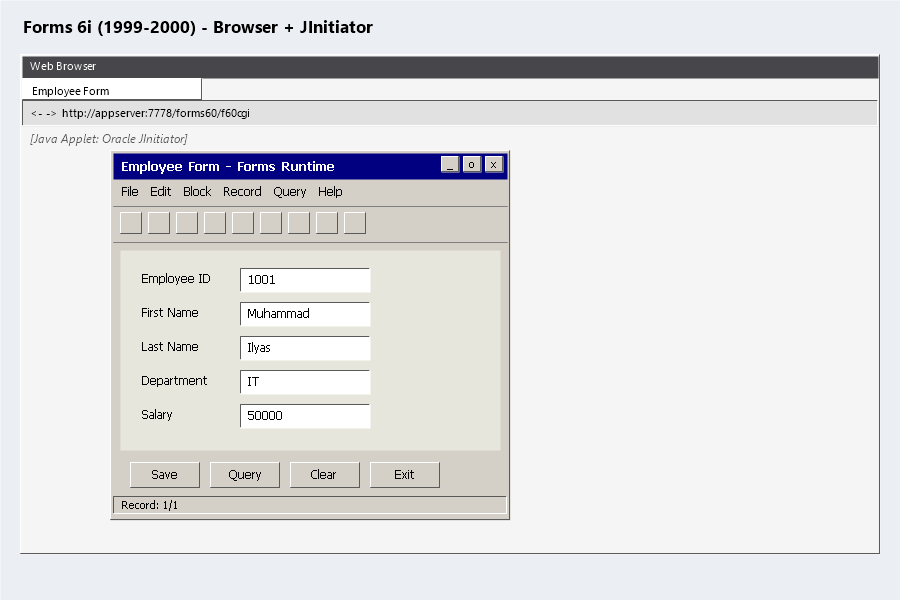 Forms 6i (1999-2000) - Browser + JInitiator
Web Browser
Employee Form
<- -> http://appserver:7778/forms60/f60cgi
[Java Applet: Oracle JInitiator]
Employee Form - Forms Runtime _ o x
File Edit Block Record Query Help
Employee ID 1001
First Name Muhammad
Last Name Ilyas
Department IT
Salary 50000
Save Query Clear Exit
Record: 1/1